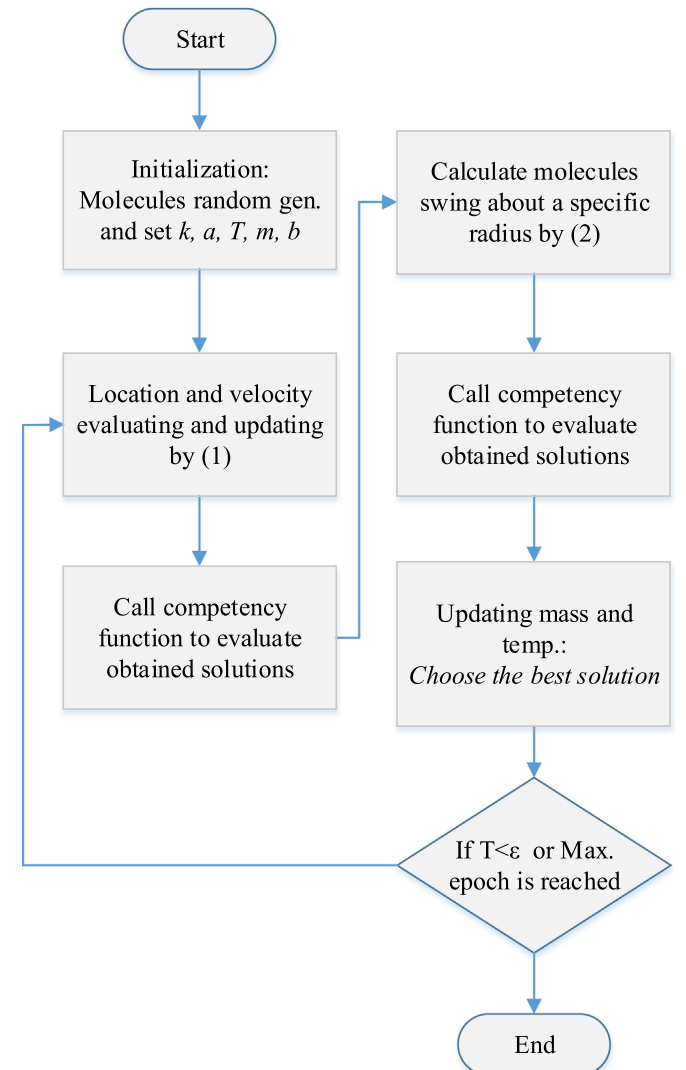 Start
Initialization:
Molecules random gen.
and set k, a, T, m, b
Location and velocity
evaluating and updating
by (1)
Call competency
function to evaluate
obtained solutions
Calculate molecules
swing about a specific
radius by (2)
Call competency
function to evaluate
obtained solutions
Updating mass and
temp.:
Choose the best solution
If T<ε or Max.
epoch is reached
End